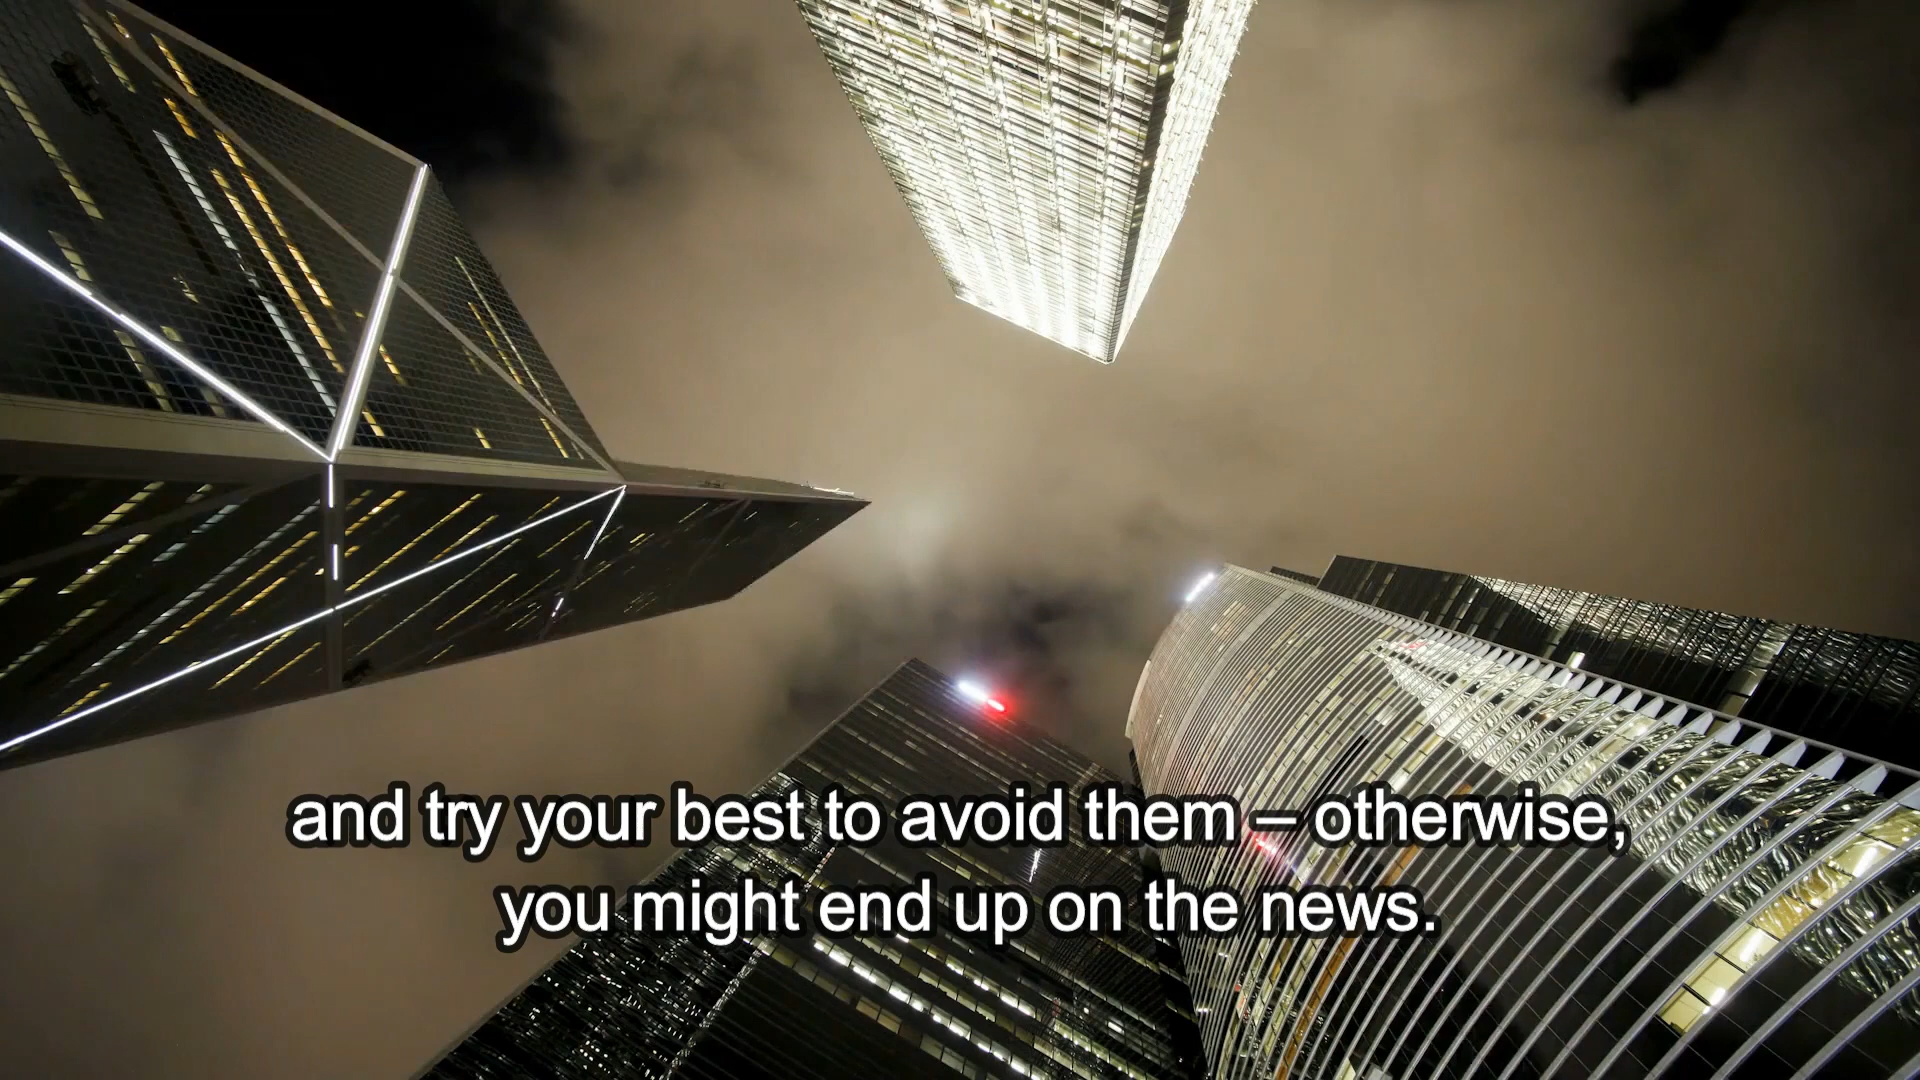 and try your best to avoid them – otherwise,
you might end up on the news.